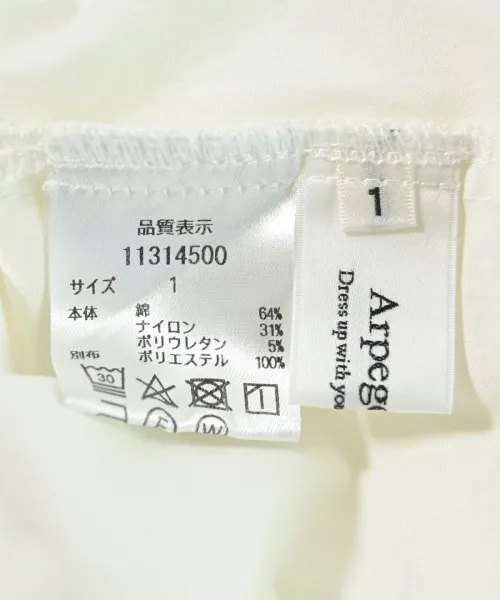 品質表示
11314500
サイズ 1
本体 綿 64%
ナイロン 31%
ポリウレタン 5%
別布 ポリエステル 100%
30
W
1
Dress up with you